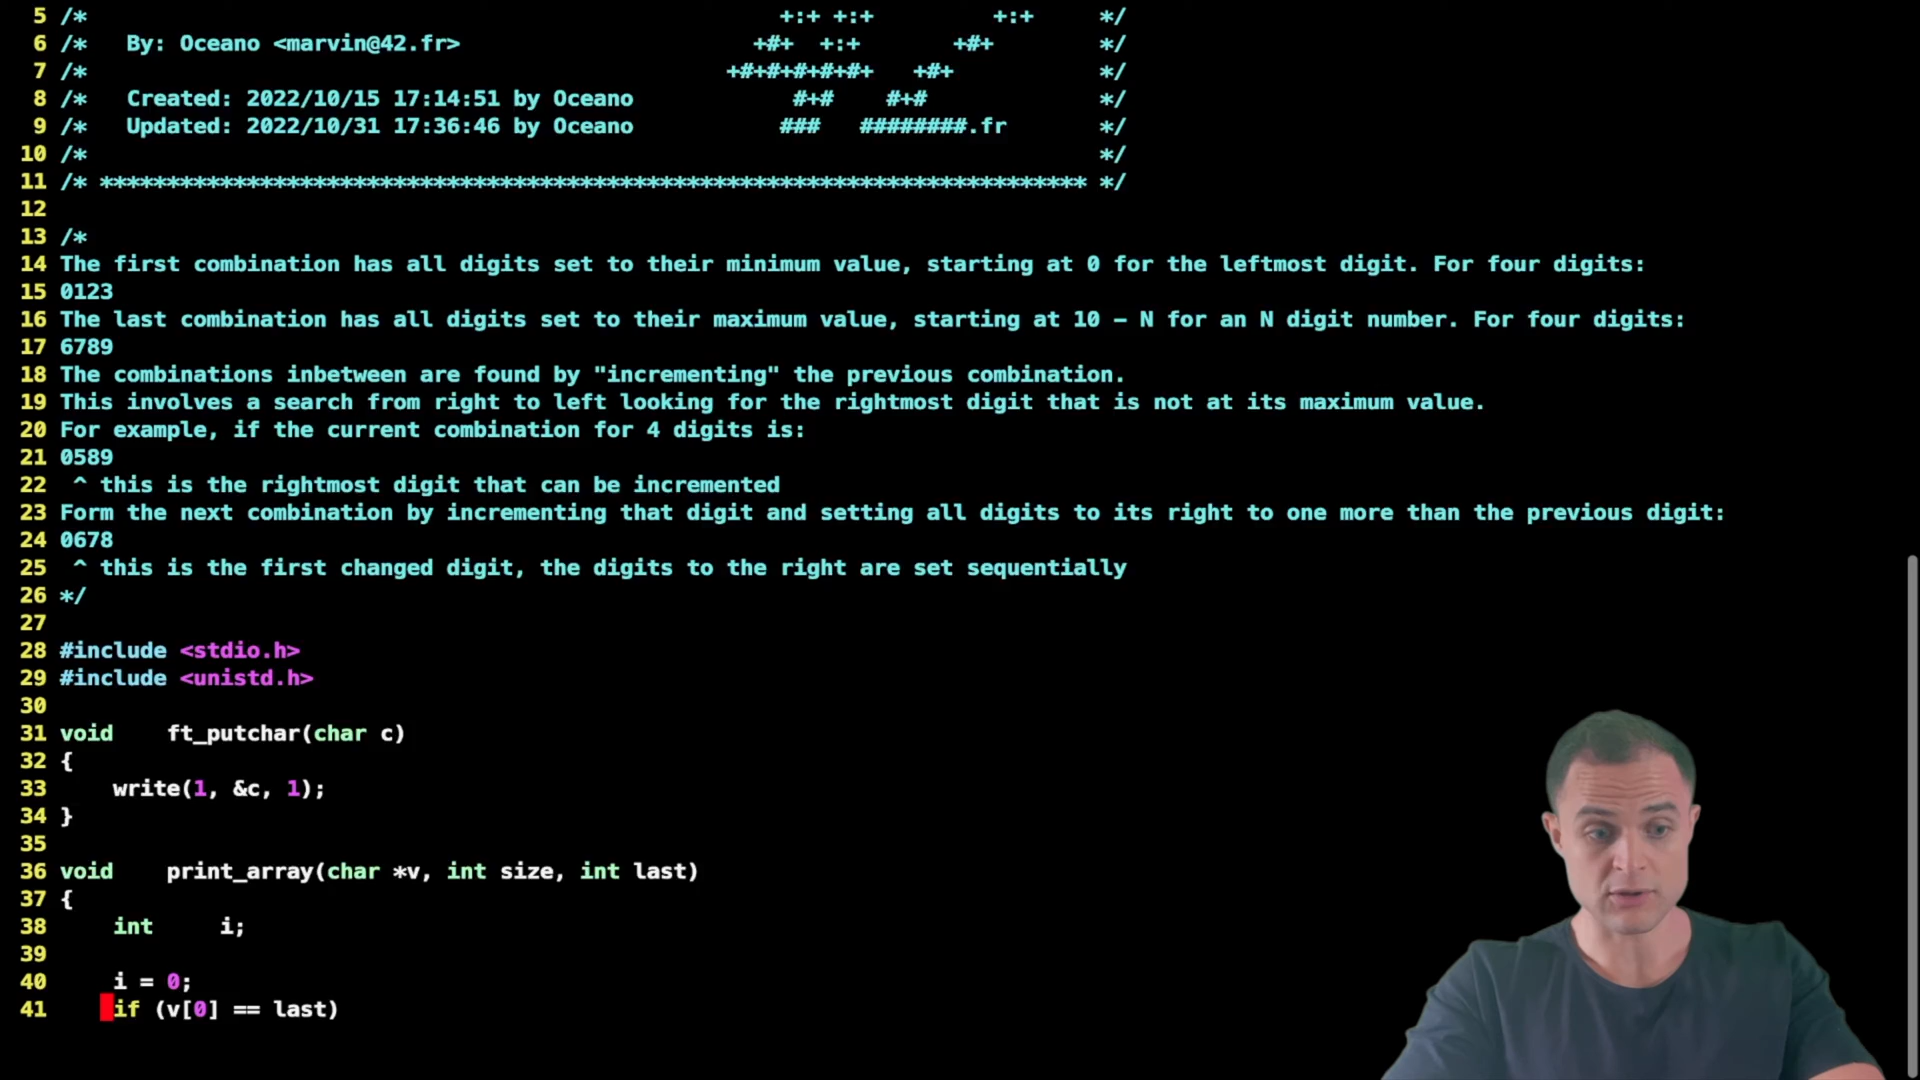 5 /*                                                    +:+ +:+         +:+     */
6 /*   By: Oceano <marvin@42.fr>                      +#+  +:+       +#+        */
7 /*                                                +#+#+#+#+#+   +#+           */
8 /*   Created: 2022/10/15 17:14:51 by Oceano            #+#    #+#             */
9 /*   Updated: 2022/10/31 17:36:46 by Oceano           ###   ########.fr       */
10 /*                                                                            */
11 /* ************************************************************************** */
12
13 /*
14 The first combination has all digits set to their minimum value, starting at 0 for the leftmost digit. For four digits:
15 0123
16 The last combination has all digits set to their maximum value, starting at 10 – N for an N digit number. For four digits:
17 6789
18 The combinations inbetween are found by "incrementing" the previous combination.
19 This involves a search from right to left looking for the rightmost digit that is not at its maximum value.
20 For example, if the current combination for 4 digits is:
21 0589
22  ^ this is the rightmost digit that can be incremented
23 Form the next combination by incrementing that digit and setting all digits to its right to one more than the previous digit:
24 0678
25  ^ this is the first changed digit, the digits to the right are set sequentially
26 */
27
28 #include <stdio.h>
29 #include <unistd.h>
30
31 void    ft_putchar(char c)
32 {
33     write(1, &c, 1);
34 }
35
36 void    print_array(char *v, int size, int last)
37 {
38     int     i;
39
40     i = 0;
41     if (v[0] == last)